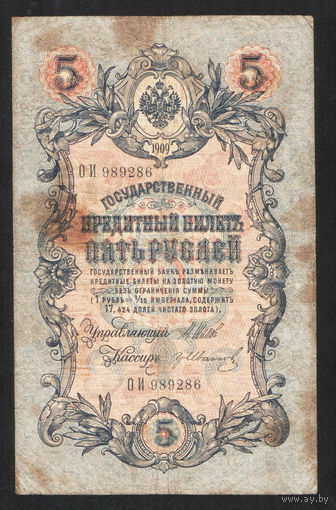 5 5
1909
ОИ 989286
ГОСУДАРСТВЕННЫЙ
КРЕДИТНЫЙ БИЛЕТЪ
ПЯТЬ РУБЛЕЙ
ГОСУДАРСТВЕННЫЙ БАНКЪ РАЗМѢНИВАЕТЪ
КРЕДИТНЫЕ БИЛЕТЫ НА ЗОЛОТУЮ МОНЕТУ
БЕЗЪ ОГРАНИЧЕНІЯ СУММЫ
(1 РУБЛЬ = 1/15 ИМПЕРІАЛА, СОДЕРЖИТЪ
17,424 ДОЛЕЙ ЧИСТАГО ЗОЛОТА).
Управляющій
Кассиръ
ОИ 989286
5
www.ay.by